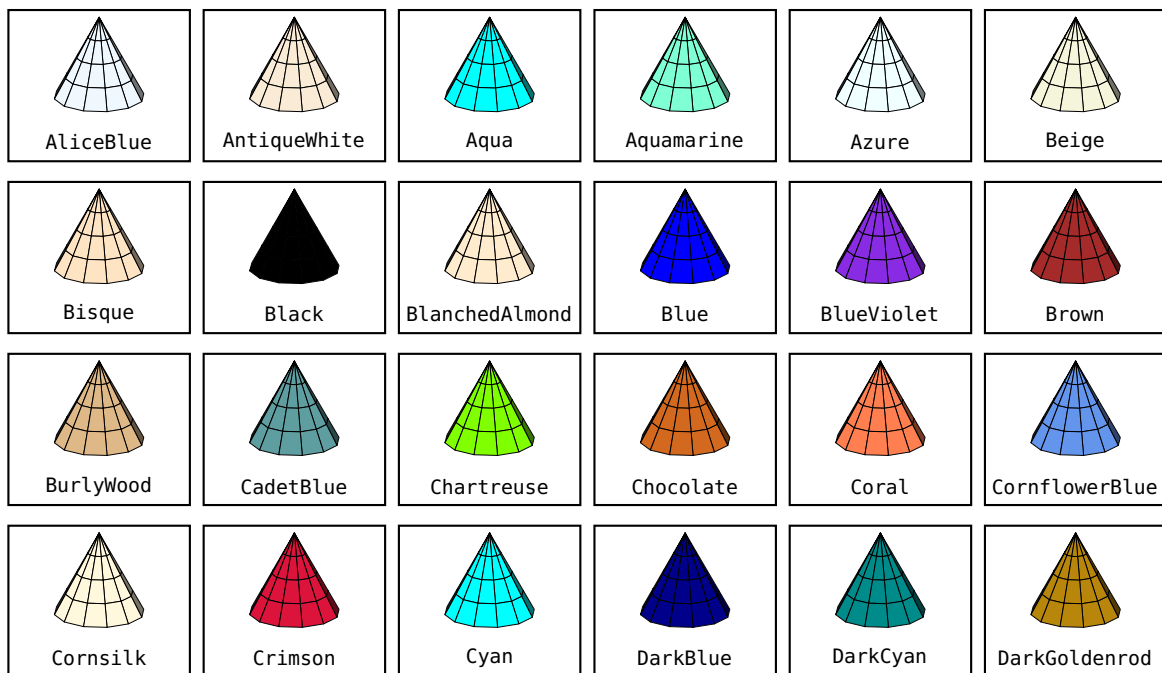 AliceBlue
AntiqueWhite
Aqua
Aquamarine
Azure
Beige
Bisque
Black
BlanchedAlmond
Blue
BlueViolet
Brown
BurlyWood
CadetBlue
Chartreuse
Chocolate
Coral
CornflowerBlue
Cornsilk
Crimson
Cyan
DarkBlue
DarkCyan
DarkGoldenrod